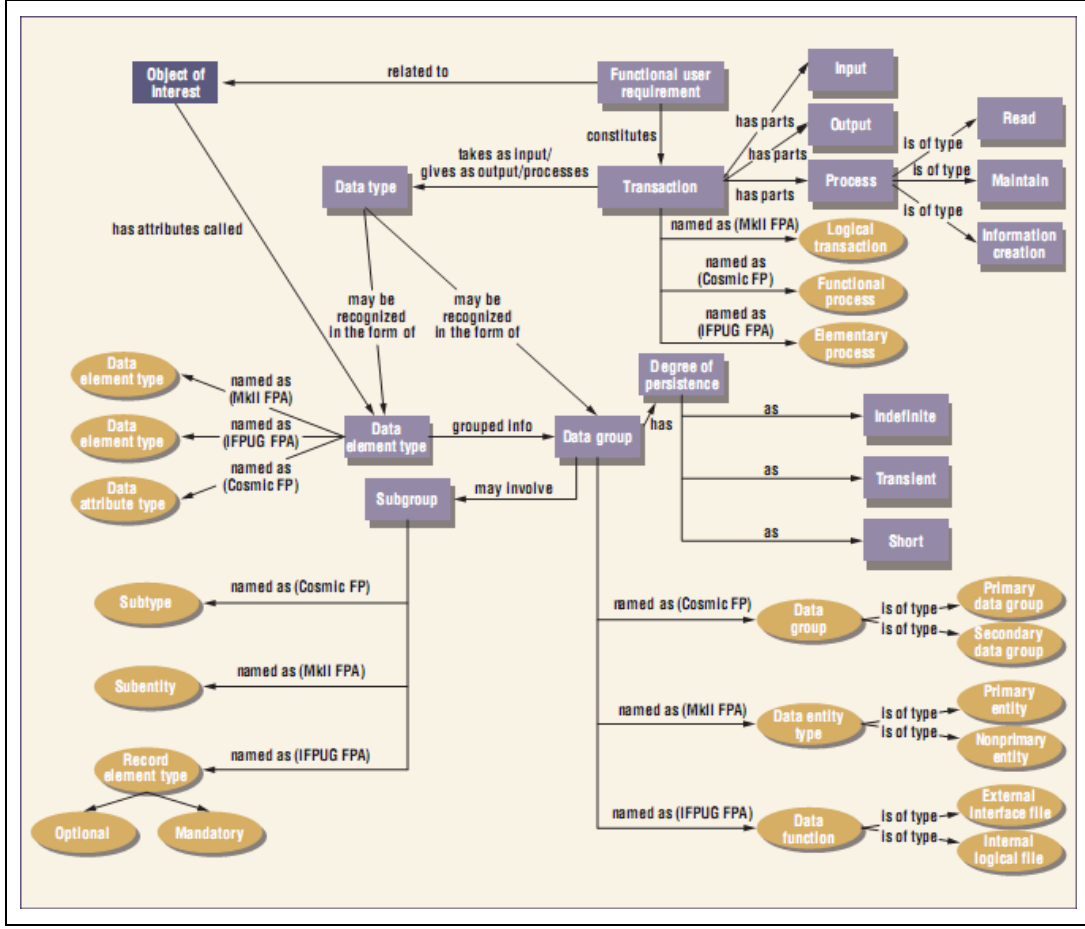 Object of
Interest
related to
Functional user
requirement
Input
constitutes
has parts
Output
Read
has parts
is of type
takes as input/
gives as output/processes
Data type
Transaction
has parts
Process
is of type
Maintain
is of type
has attributes called
named as (MkII FPA)
Logical
transaction
Information
creation
named as
(Cosmic FP)
Functional
process
may be
recognized
in the form of
may be
recognized
in the form of
named as
(IFPUG FPA)
Elementary
process
Data
element type
named as
(MkII FPA)
Degree of
persistence
Data
element type
named as
(IFPUG FPA)
Data
element type
grouped info
Data group
has
as
Indefinite
named as
(Cosmic FP)
Data
attribute type
Subgroup
may involve
as
Transient
as
Short
Subtype
named as (Cosmic FP)
named as (Cosmic FP)
Data
group
is of type
is of type
Primary
data group
Secondary
data group
Subentity
named as (MkII FPA)
named as (MkII FPA)
Data entity
type
is of type
is of type
Primary
entity
Nonprimary
entity
Record
element type
named as (IFPUG FPA)
Optional
Mandatory
named as (IFPUG FPA)
Data
function
is of type
is of type
External
interface file
Internal
logical file